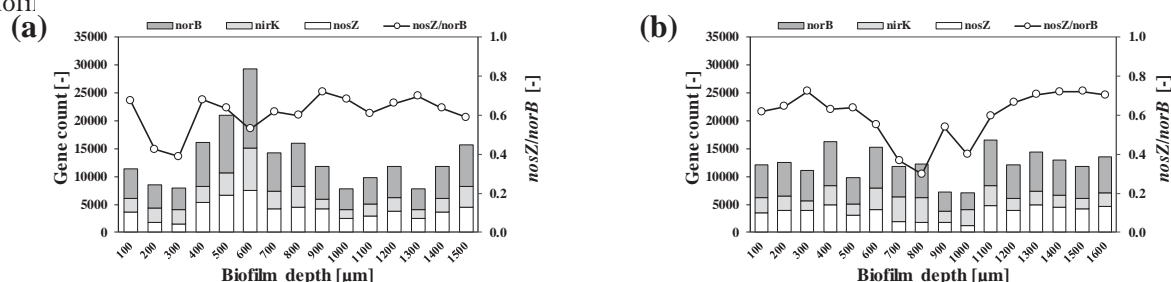 (a)
norB nirK nosZ nosZ/norB
35000 30000 25000 20000 15000 10000 5000 0
Gene count [-]
1.0 0.8 0.6 0.4 0.2 0.0
nosZ/norB [-]
100 200 300 400 500 600 700 800 900 1000 1100 1200 1300 1400 1500
Biofilm depth [µm]
(b)
norB nirK nosZ nosZ/norB
35000 30000 25000 20000 15000 10000 5000 0
Gene count [-]
1.0 0.8 0.6 0.4 0.2 0.0
nosZ/norB [-]
100 200 300 400 500 600 700 800 900 1000 1100 1200 1300 1400 1500 1600
Biofilm depth [µm]